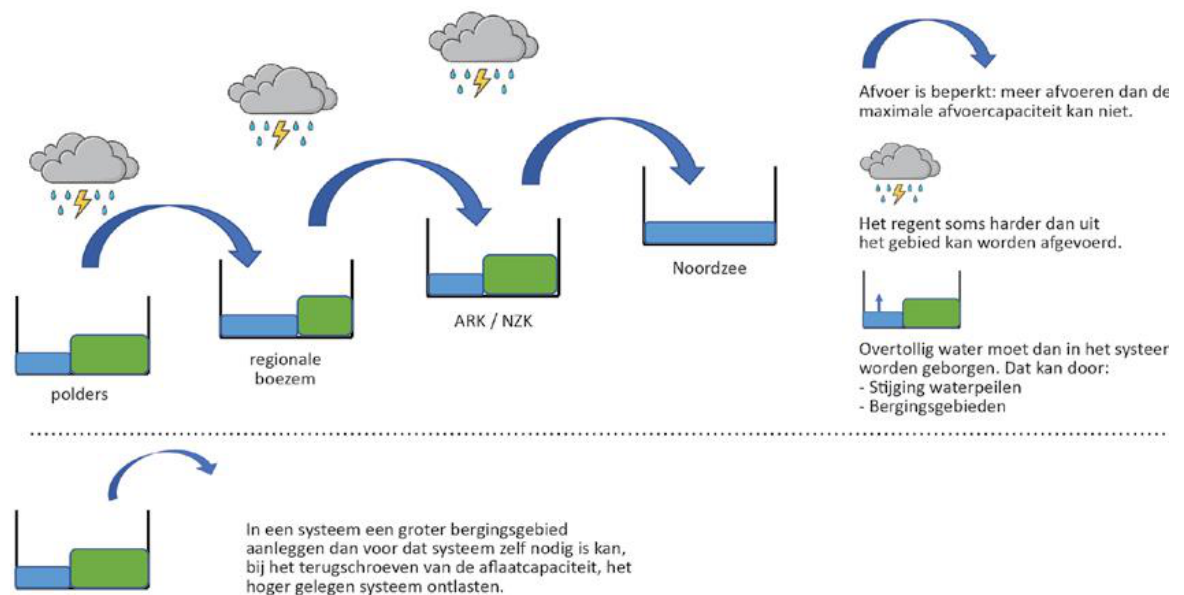 polders
regionale
boezem
ARK / NZK
Noordzee
Afvoer is beperkt: meer afvoeren dan de
maximale afvoercapaciteit kan niet.
Het regent soms harder dan uit
het gebied kan worden afgevoerd.
Overtollig water moet dan in het systeem
worden geborgen. Dat kan door:
- Stijging waterpeilen
- Bergingsgebieden
In een systeem een groter bergingsgebied
aanleggen dan voor dat systeem zelf nodig is kan,
bij het terugschroeven van de aflaatcapaciteit, het
hoger gelegen systeem ontlasten.